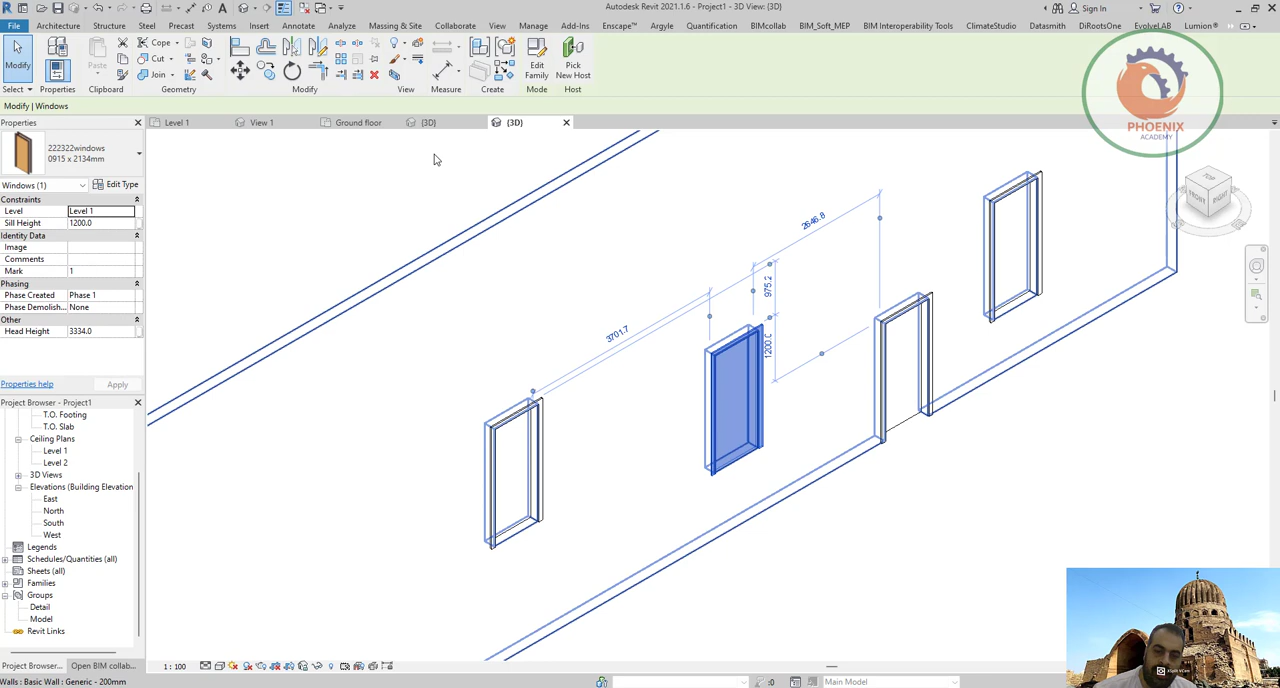 Autodesk Revit 2021.1.6 - Project1 - 3D View: {3D}
Sign In
File Architecture Structure Steel Precast Systems Insert Annotate Analyze Massing & Site Collaborate View Manage Add-Ins Enscape™ Argyle Quantification BIMcollab BIM_Soft_MEP BIM Interoperability Tools ClimateStudio Datasmith DiRootsOne EvolveLAB Lumion®
Modify
Paste
Cope
Cut
Join
Edit Family
Pick New Host
Select Properties Clipboard Geometry Modify View Measure Create Mode Host
Modify | Windows
PHOENIX
ACADEMY
Properties
Level 1
View 1
Ground floor
{3D}
{3D}
222322windows
0915 x 2134mm
Windows (1)
Edit Type
Constraints
Level Level 1
Sill Height 1200.0
Identity Data
Image
Comments
Mark 1
Phasing
Phase Created Phase 1
Phase Demolish... None
Other
Head Height 3334.0
Properties help
Apply
Project Browser - Project1
T.O. Footing
T.O. Slab
Ceiling Plans
Level 1
Level 2
3D Views
Elevations (Building Elevation
East
North
South
West
Legends
Schedules/Quantities (all)
Sheets (all)
Families
Groups
Detail
Model
Revit Links
Project Browser...
Open BIM collab...
TOP
FRONT
RIGHT
2646.8
975.2
3701.7
1200.0
1 : 100
Walls : Basic Wall : Generic - 200mm
:0
Main Model